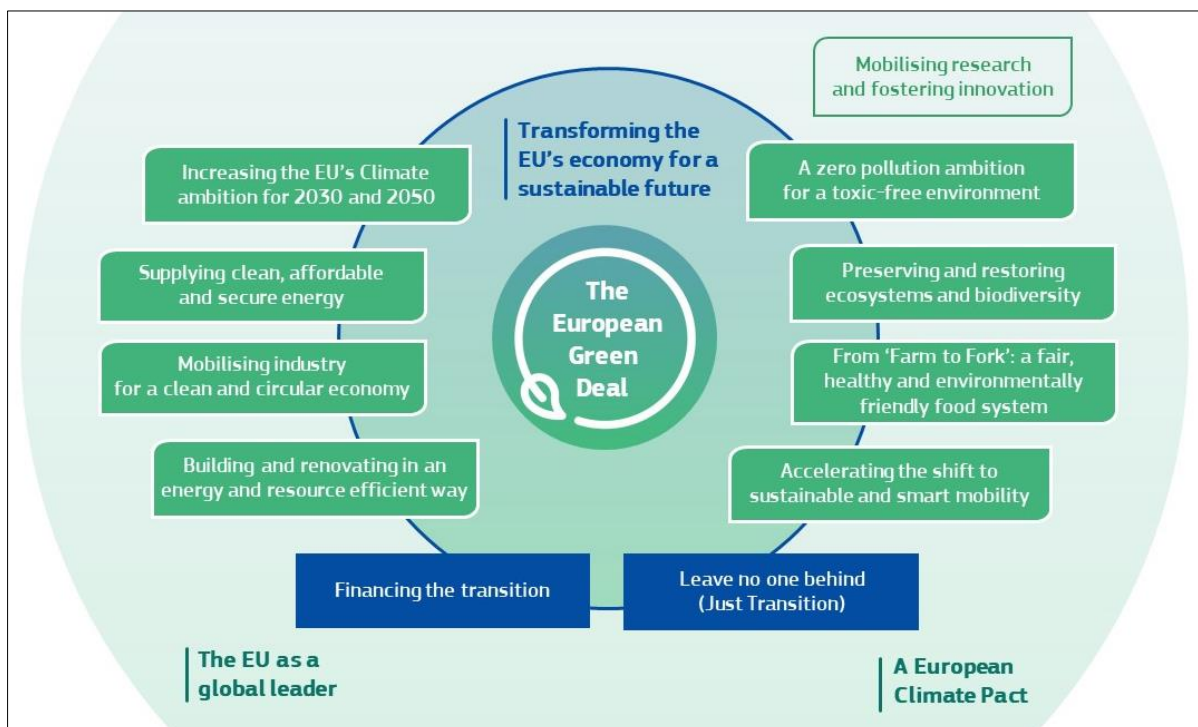 Mobilising research
and fostering innovation
Transforming the
EU's economy for a
sustainable future
Increasing the EU's Climate
ambition for 2030 and 2050
A zero pollution ambition
for a toxic-free environment
Supplying clean, affordable
and secure energy
Preserving and restoring
ecosystems and biodiversity
The
European
Green
Deal
Mobilising industry
for a clean and circular economy
From ‘Farm to Fork’: a fair,
healthy and environmentally
friendly food system
Building and renovating in an
energy and resource efficient way
Accelerating the shift to
sustainable and smart mobility
Financing the transition
Leave no one behind
(Just Transition)
The EU as a
global leader
A European
Climate Pact